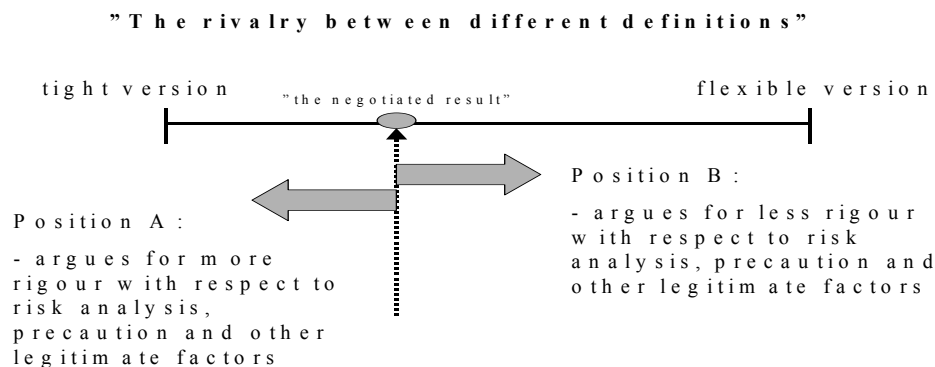 "The rivalry between different definitions"
tight version
"the negotiated result"
flexible version
Position A:
- argues for more
rigour with respect to
risk analysis,
precaution and other
legitimate factors
Position B:
- argues for less rigour
with respect to risk
analysis, precaution and
other legitimate factors